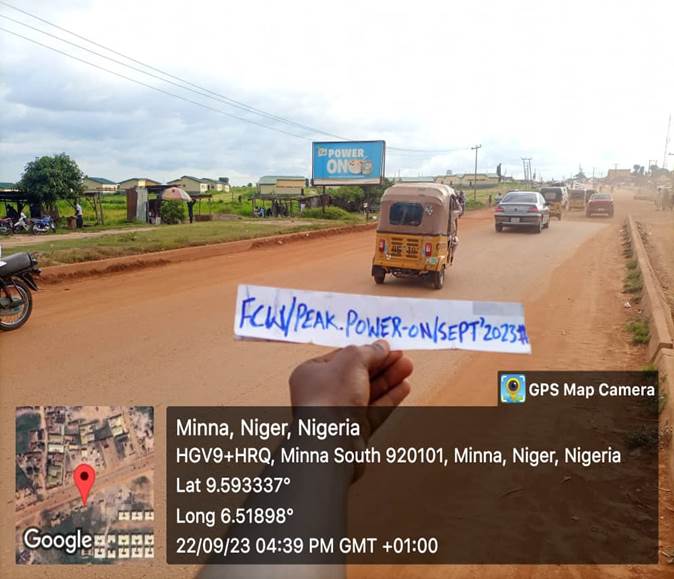 POWER
ON
FCW/PEAK.POWER-ON/SEPT'2023
GPS Map Camera
Minna, Niger, Nigeria
HGV9+HRQ, Minna South 920101, Minna, Niger, Nigeria
Lat 9.593337°
Long 6.51898°
22/09/23 04:39 PM GMT +01:00
Google